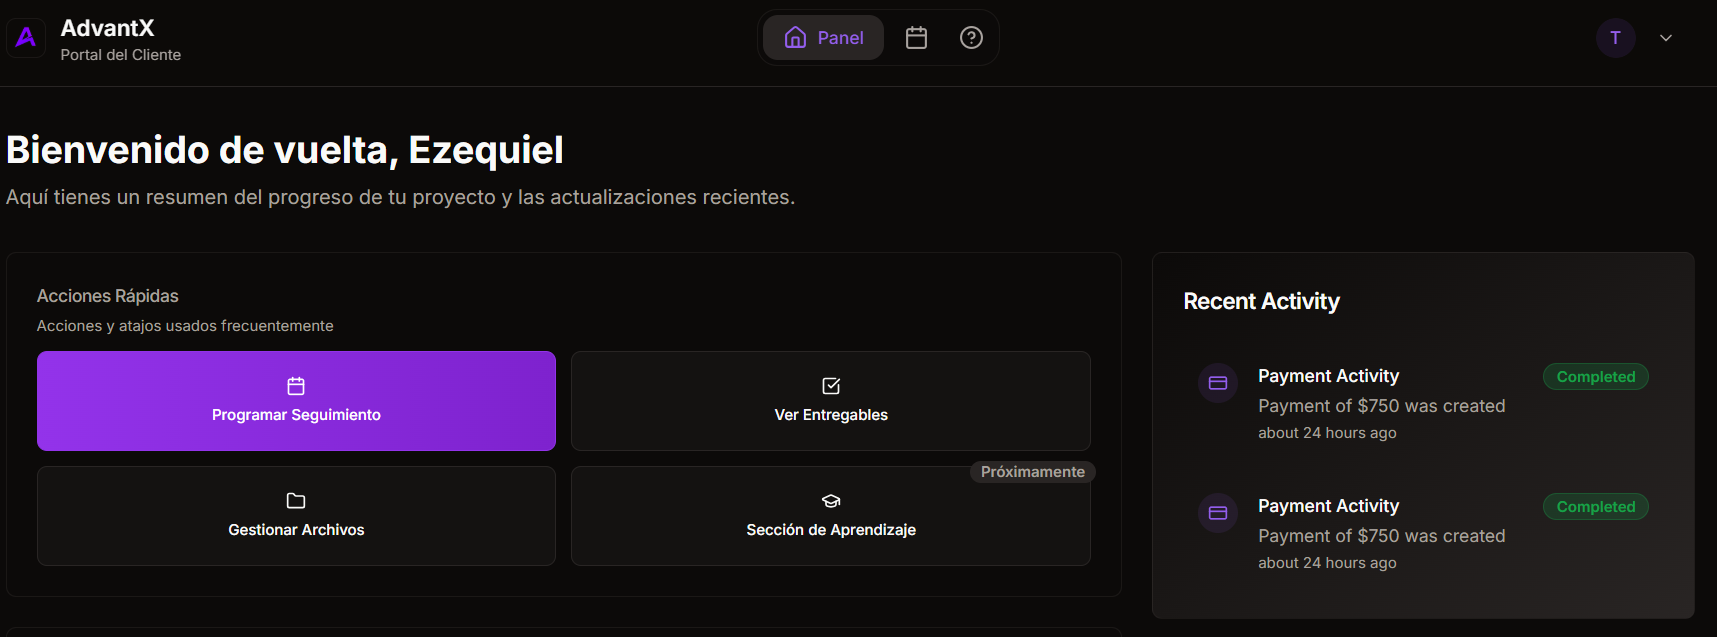 AdvantX
Portal del Cliente
Panel
T
Bienvenido de vuelta, Ezequiel
Aquí tienes un resumen del progreso de tu proyecto y las actualizaciones recientes.
Acciones Rápidas
Acciones y atajos usados frecuentemente
Programar Seguimiento
Ver Entregables
Gestionar Archivos
Próximamente
Sección de Aprendizaje
Recent Activity
Payment Activity
Completed
Payment of $750 was created
about 24 hours ago
Payment Activity
Completed
Payment of $750 was created
about 24 hours ago